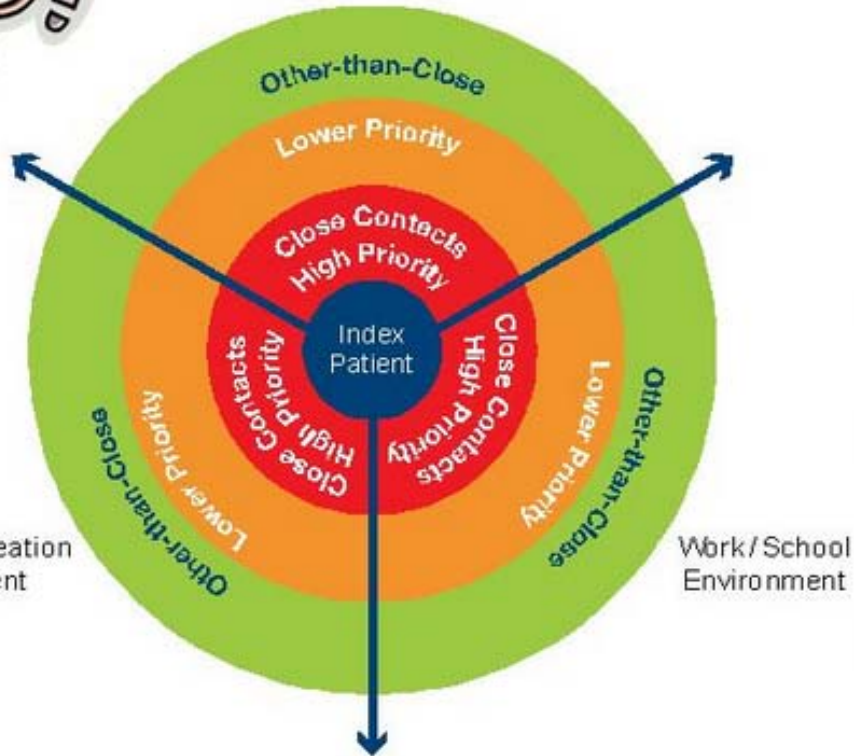 Other-than-Close
Lower Priority
Close Contacts
High Priority
Index
Patient
Close Contacts
High Priority
Lower Priority
Other-than-Close
Close Contacts
High Priority
Lower Priority
Other-than-Close
Work/School
Environment